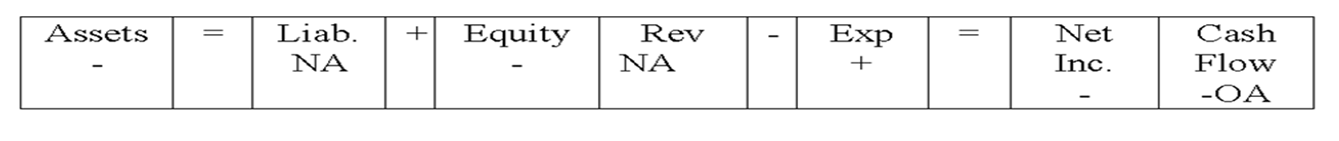 Assets = Liab. + Equity Rev - Exp = Net Cash
- NA - NA + Inc. Flow
- -OA